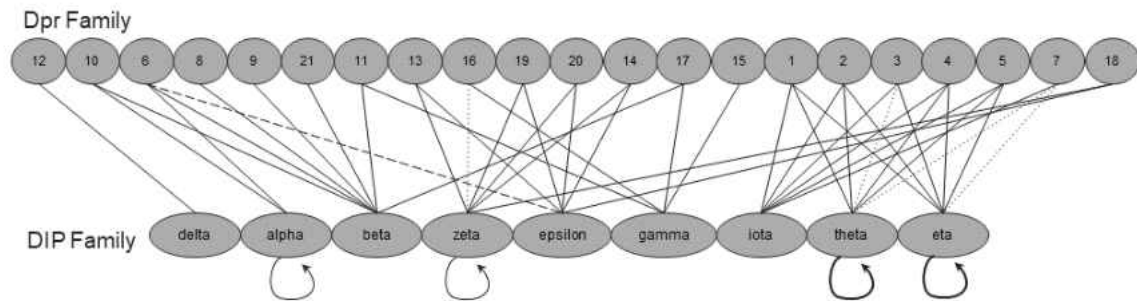 Dpr Family
12 10 6 8 9 21 11 13 16 19 20 14 17 15 1 2 3 4 5 7 18
DIP Family
delta alpha beta zeta epsilon gamma iota theta eta